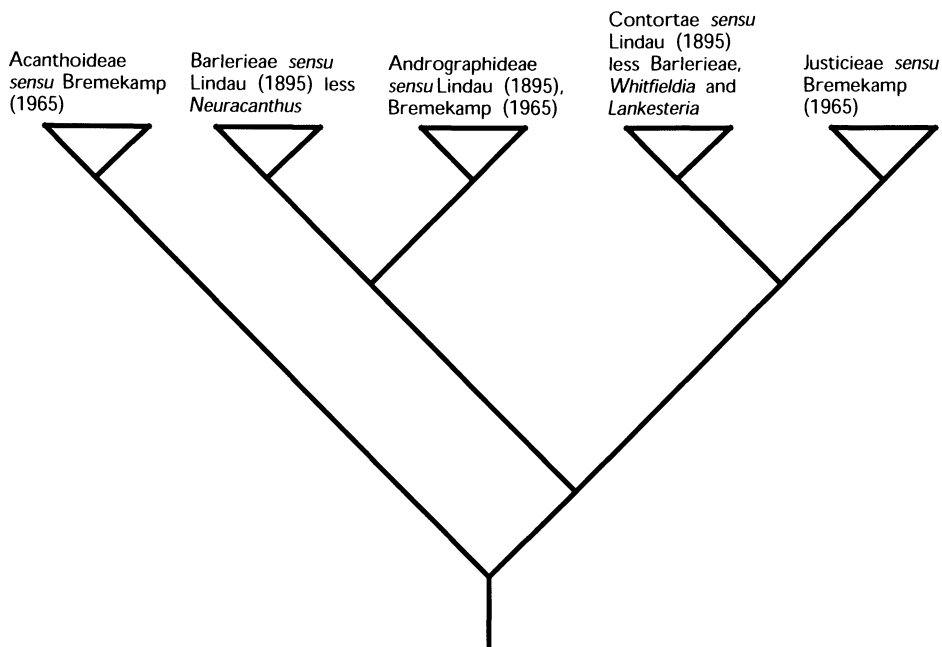 Acanthoideae
sensu Bremekamp
(1965)
Barlerieae sensu
Lindau (1895) less
Neuracanthus
Andrographideae
sensu Lindau (1895),
Bremekamp (1965)
Contortae sensu
Lindau (1895)
less Barlerieae,
Whitfieldia and
Lankesteria
Justicieae sensu
Bremekamp
(1965)